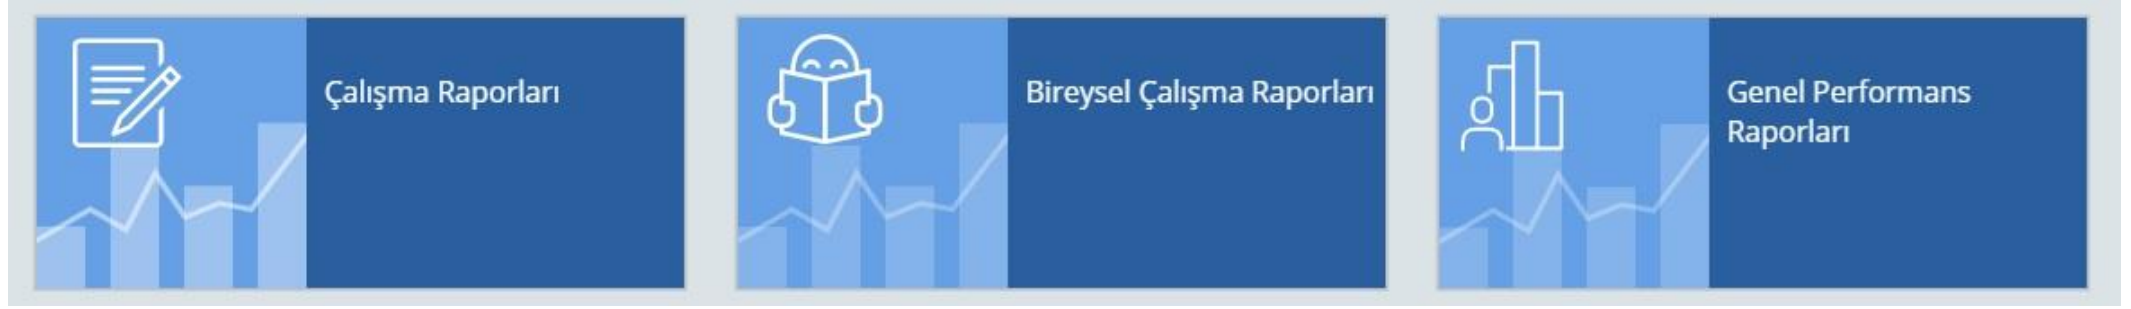 Çalışma Raporları
Bireysel Çalışma Raporları
Genel Performans
Raporları